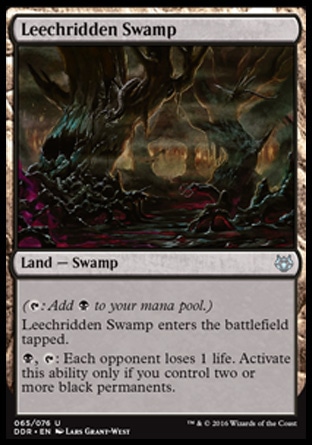 Leechridden Swamp
Land — Swamp
(: Add to your mana pool.)
Leechridden Swamp enters the battlefield
tapped.
, : Each opponent loses 1 life. Activate
this ability only if you control two or
more black permanents.
065/076 U
DDR • EN Lars Grant-West
™ & © 2016 Wizards of the Coast